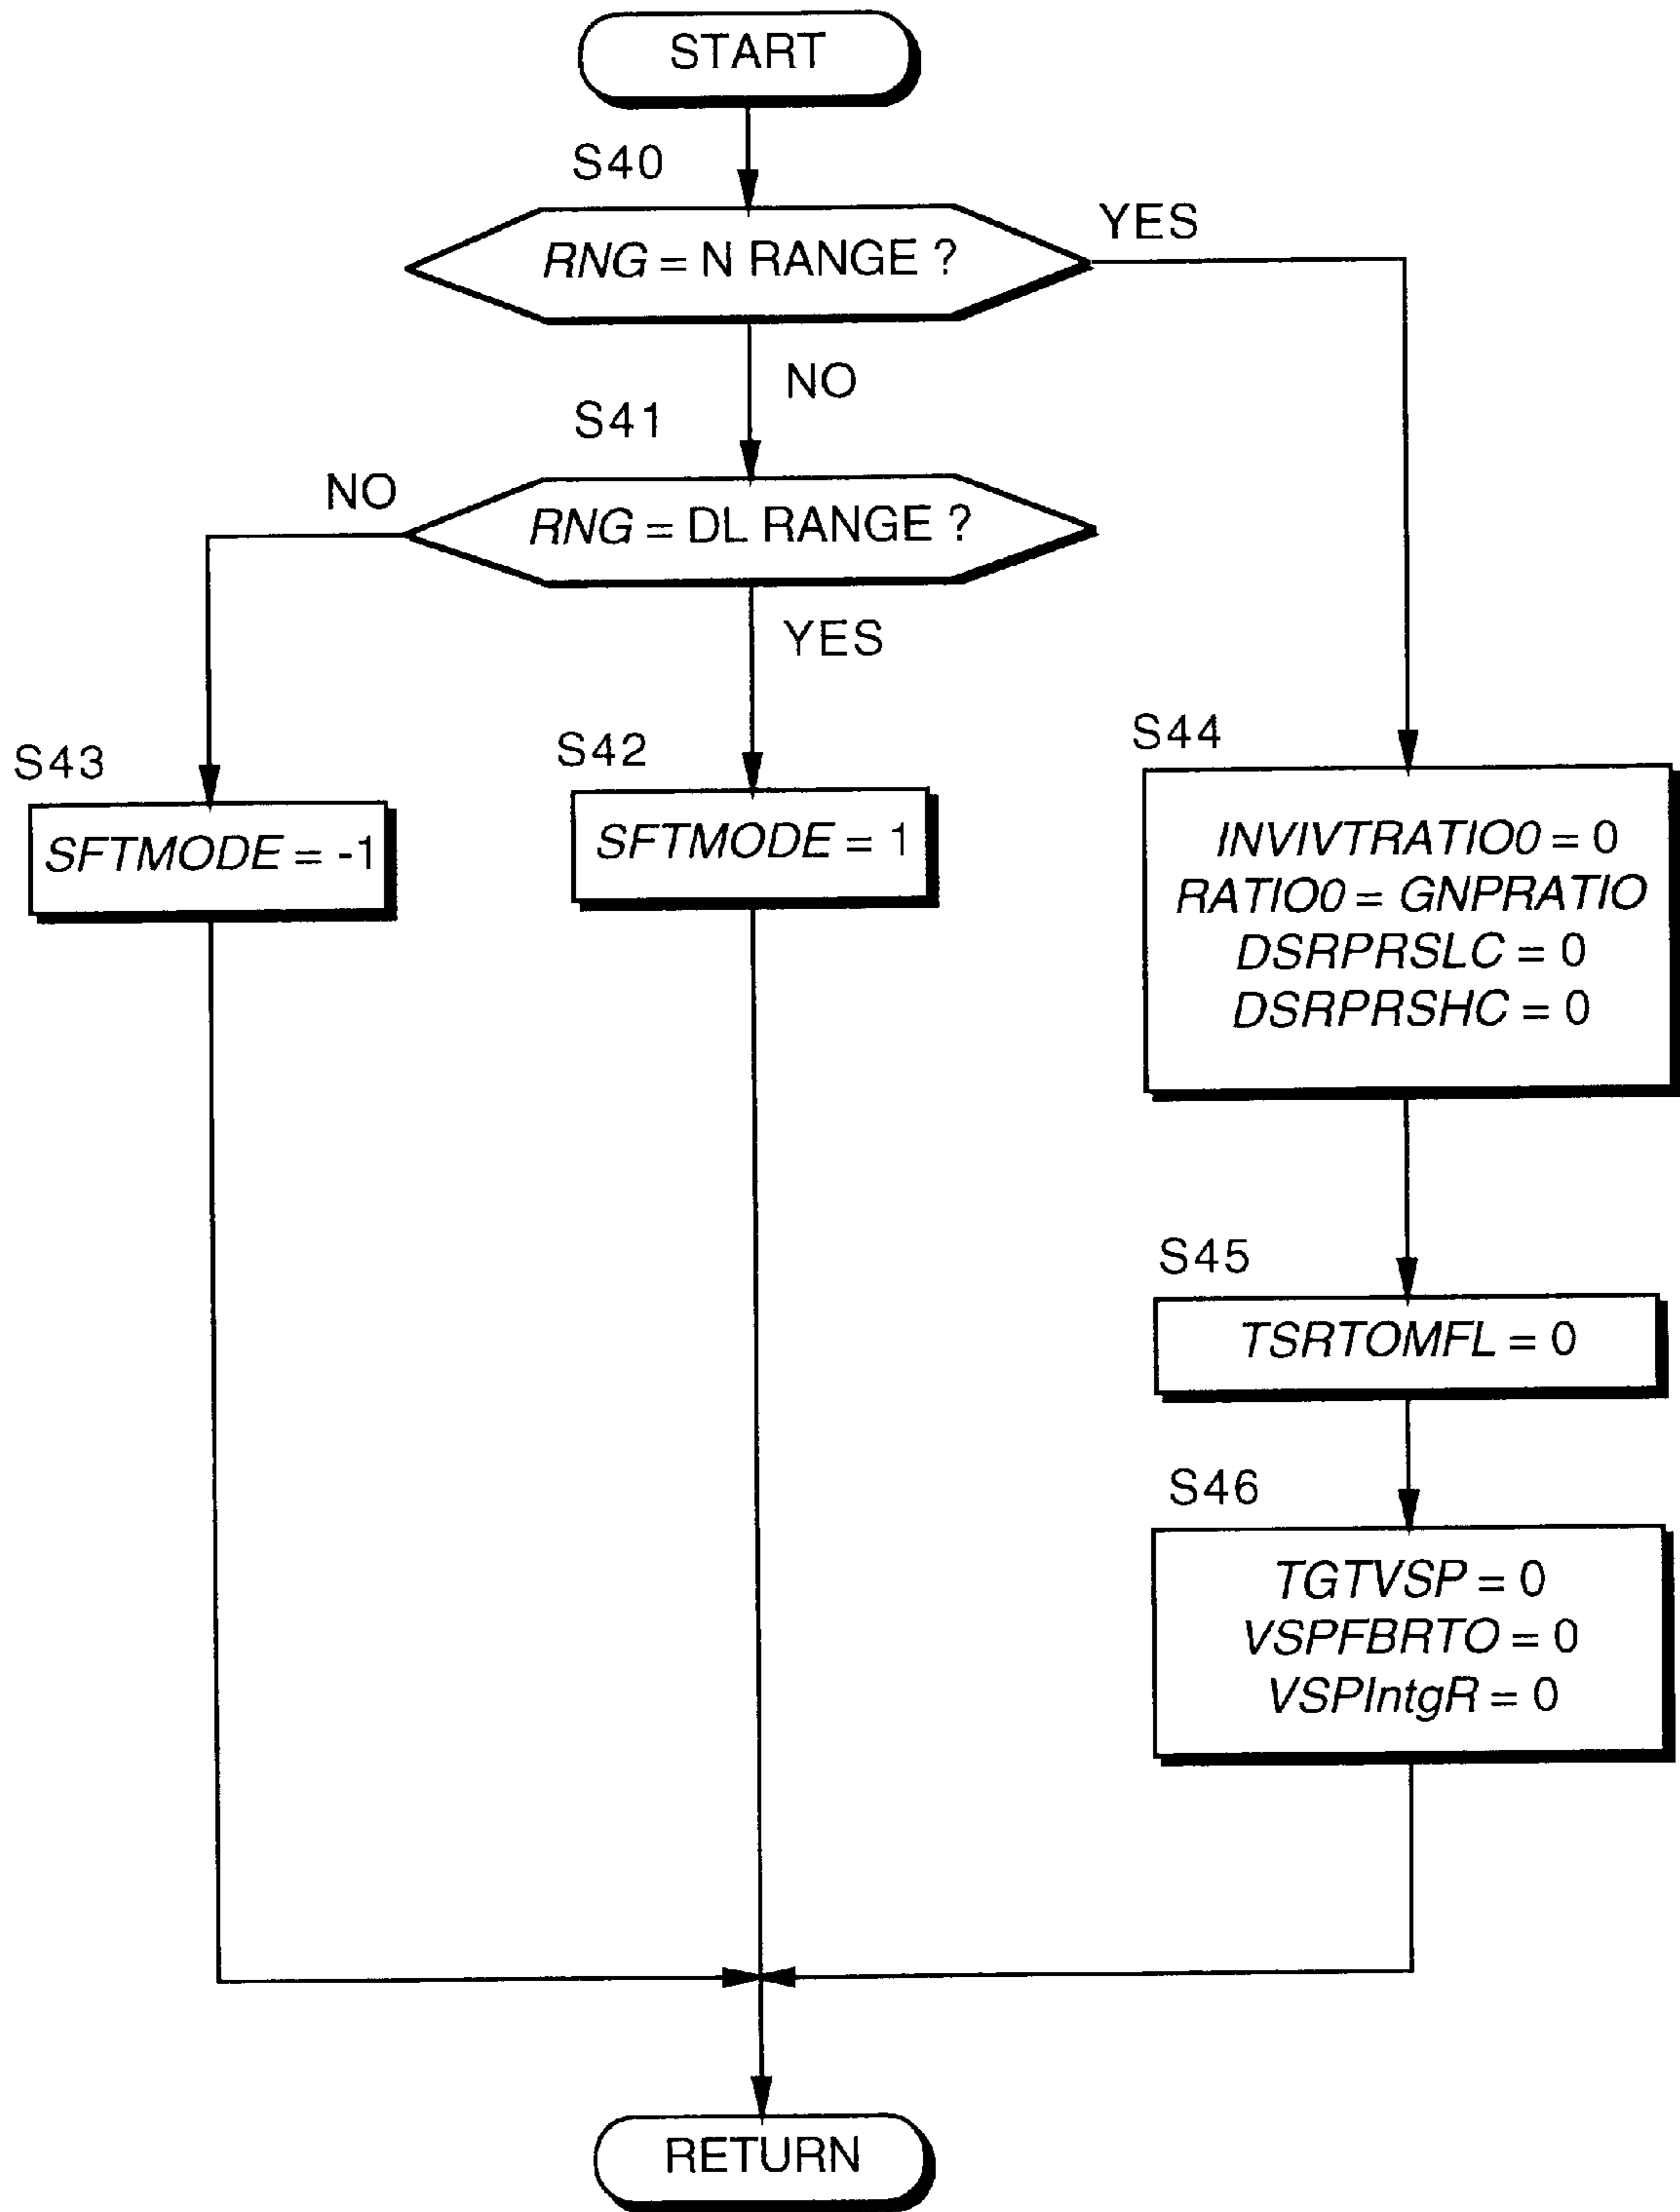 START
S40
RNG = N RANGE ?
YES
NO
S41
NO
RNG = DL RANGE ?
YES
S43
SFTMODE = -1
S42
SFTMODE = 1
S44
INVIVTRATIO0 = 0
RATIO0 = GNPRATIO
DSRPRSLC = 0
DSRPRSHC = 0
S45
TSRTOMFL = 0
S46
TGTVSP = 0
VSPFBRTO = 0
VSPIntgR = 0
RETURN